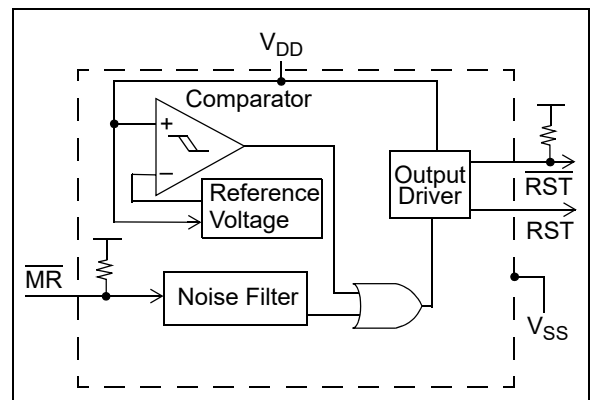 VDD
Comparator
+
−
Reference
Voltage
Output
Driver
RST
RST
MR
Noise Filter
VSS